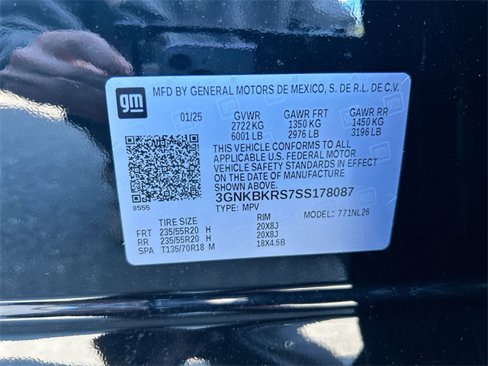 gm
MFD BY GENERAL MOTORS DE MEXICO, S. DE R.L. DE C.V.
01/25 GVWR GAWR FRT GAWR RR
2722 KG 1350 KG 1450 KG
6001 LB 2976 LB 3196 LB
THIS VEHICLE CONFORMS TO ALL
APPLICABLE U.S. FEDERAL MOTOR
VEHICLE SAFETY STANDARDS IN EFFECT
ON THE DATE OF MANUFACTURE SHOWN ABOVE.
3GNKBKRS7SS178087
8555
TYPE: MPV MODEL: 771NL26
TIRE SIZE RIM
FRT 235/55R20 H 20X8J
RR 235/55R20 H 20X8J
SPA T135/70R18 M 18X4.5B